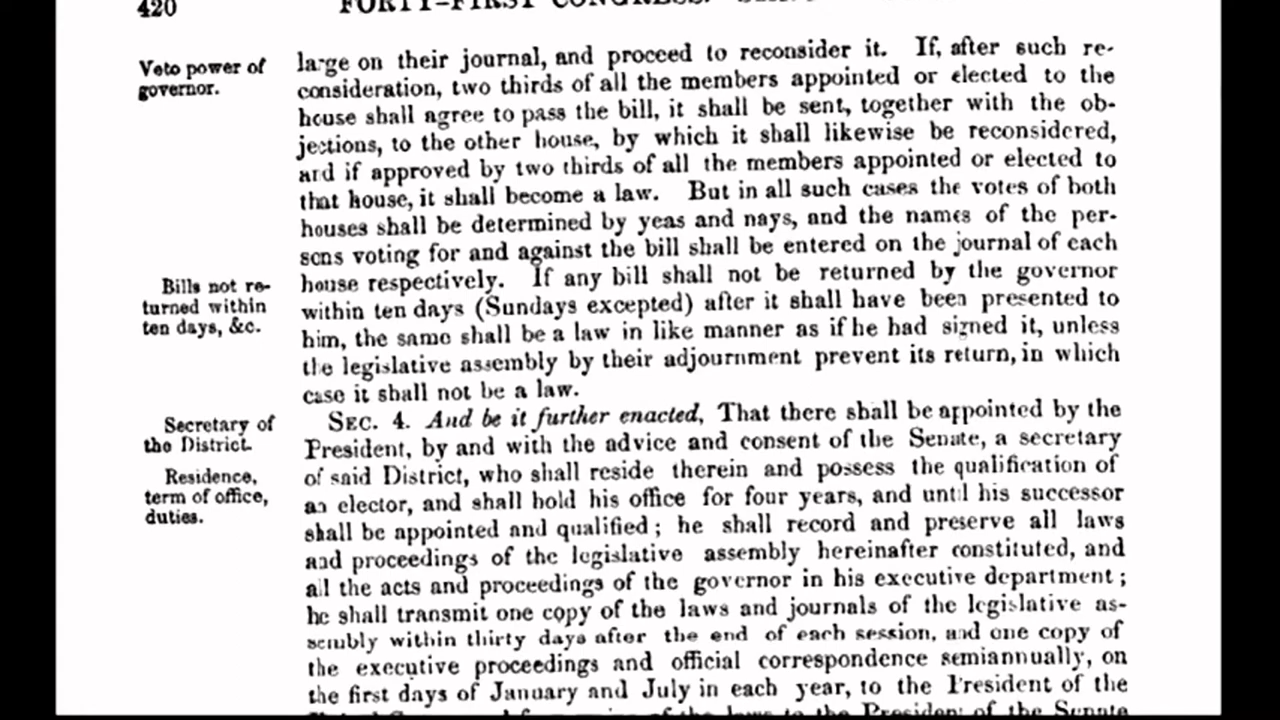 420
FORTY-FIRST CONGRESS.
Veto power of
governor.
large on their journal, and proceed to reconsider it. If, after such re-
consideration, two thirds of all the members appointed or elected to the
house shall agree to pass the bill, it shall be sent, together with the ob-
jections, to the other house, by which it shall likewise be reconsidered,
and if approved by two thirds of all the members appointed or elected to
that house, it shall become a law. But in all such cases the votes of both
houses shall be determined by yeas and nays, and the names of the per-
sons voting for and against the bill shall be entered on the journal of each
Bills not re-
turned within
ten days, &c.
house respectively. If any bill shall not be returned by the governor
within ten days (Sundays excepted) after it shall have been presented to
him, the same shall be a law in like manner as if he had signed it, unless
the legislative assembly by their adjournment prevent its return, in which
case it shall not be a law.
Secretary of
the District.
Residence,
term of office,
duties.
SEC. 4. And be it further enacted, That there shall be appointed by the
President, by and with the advice and consent of the Senate, a secretary
of said District, who shall reside therein and possess the qualification of
an elector, and shall hold his office for four years, and until his successor
shall be appointed and qualified; he shall record and preserve all laws
and proceedings of the legislative assembly hereinafter constituted, and
all the acts and proceedings of the governor in his executive department;
he shall transmit one copy of the laws and journals of the legislative as-
sembly within thirty days after the end of each session, and one copy of
the executive proceedings and official correspondence semiannually, on
the first days of January and July in each year, to the President of the
of the laws to the President of the Senate